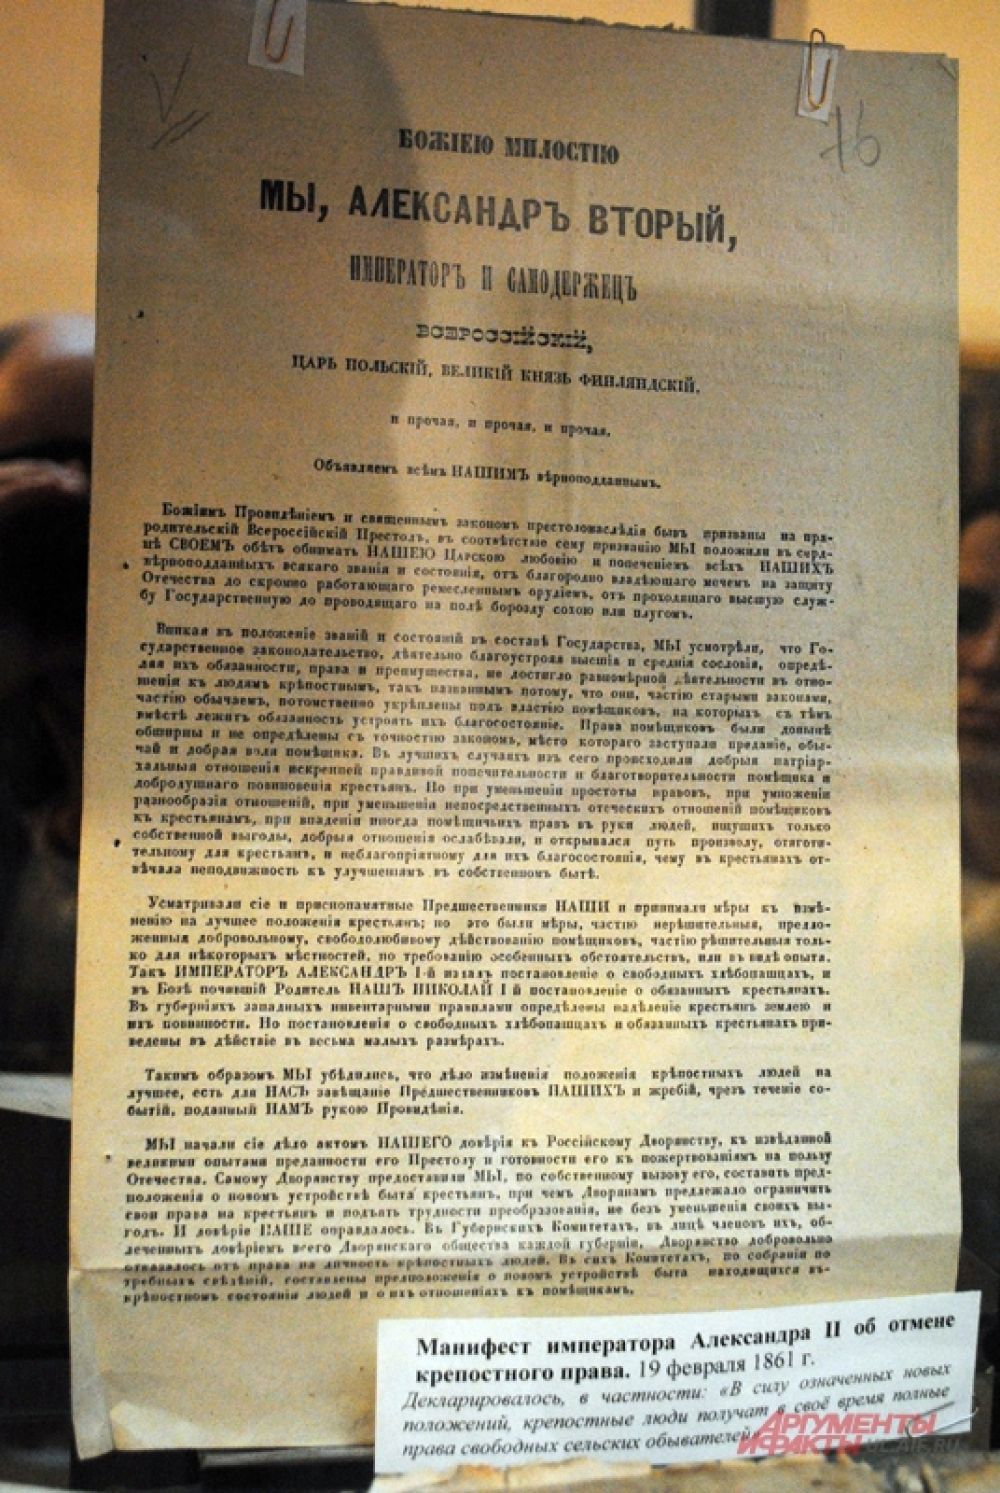 V
16
БОЖІЕЮ МИЛОСТІЮ
МЫ, АЛЕКСАНДРЪ ВТОРЫЙ,
ИМПЕРАТОРЪ И САМОДЕРЖЕЦЪ
ВСЕРОССІЙСКІЙ,
ЦАРЬ ПОЛЬСКІЙ, ВЕЛИКІЙ КНЯЗЬ ФИНЛЯНДСКІЙ,
и прочая, и прочая, и прочая.
Объявляемъ всѣмъ НАШИМЪ вѣрноподданнымъ.
Божіимъ Провидѣніемъ и священнымъ закономъ престолонаслѣдія бывъ призваны на пра-
родительскій Всероссійскій Престолъ, въ соотвѣтствіе сему призванію МЫ положили въ серд-
цѣ СВОЕМЪ обѣтъ обнимать НАШЕЮ Царскою любовію и попеченіемъ всѣхъ НАШИХЪ
вѣрноподданныхъ всякаго званія и состоянія, отъ благородно владѣющаго мечемъ на защиту
Отечества до скромно работающаго ремесленнымъ орудіемъ, отъ проходящаго высшую служ-
бу Государственную до проводящаго на полѣ борозду сохою или плугомъ.
Вникая въ положеніе званій и состояній въ составѣ Государства, МЫ усмотрѣли, что Го-
сударственное законодательство, дѣятельно благоустрояя высшія и среднія сословія, опредѣ-
ляя ихъ обязанности, права и преимущества, не достигло равномѣрной дѣятельности въ отно-
шеніи къ людямъ крѣпостнымъ, такъ названнымъ потому, что они, частію старыми законами,
частію обычаемъ, потомственно укрѣплены подъ властію помѣщиковъ, на которыхъ съ тѣмъ
вмѣстѣ лежитъ обязанность устроять ихъ благосостояніе. Права помѣщиковъ были донынѣ
обширны и не опредѣлены съ точностію закономъ, мѣсто котораго заступали преданіе, обы-
чай и добрая воля помѣщика. Въ лучшихъ случаяхъ изъ сего происходили добрыя патріар-
хальныя отношенія искренней правдивой попечительности и благотворительности помѣщика и
добродушнаго повиновенія крестьянъ. Но при уменьшеніи простоты нравовъ, при умноженіи
разнообразія отношеній, при уменьшеніи непосредственныхъ отеческихъ отношеній помѣщиковъ
къ крестьянамъ, при впаденіи иногда помѣщичьихъ правъ въ руки людей, ищущихъ только
собственной выгоды, добрыя отношенія ослабѣвали, и открывался путь произволу, отяготи-
тельному для крестьянъ, и неблагопріятному для ихъ благосостоянія, чему въ крестьянахъ от-
вѣчала неподвижность къ улучшеніямъ въ собственномъ бытѣ.
Усматривали сіе и приснопамятные Предшественники НАШИ и принимали мѣры къ измѣ-
ненію на лучшее положенія крестьянъ; но это были мѣры, частію нерѣшительныя, предло-
женныя добровольному, свободолюбивому дѣйствованію помѣщиковъ, частію рѣшительныя толь-
ко для нѣкоторыхъ мѣстностей, по требованію особенныхъ обстоятельствъ, или въ видѣ опыта.
Такъ ИМПЕРАТОРЪ АЛЕКСАНДРЪ I-й издалъ постановленіе о свободныхъ хлѣбопашцахъ, и
въ Бозѣ почившій Родитель НАШЪ НИКОЛАЙ I-й постановленіе о обязанныхъ крестьянахъ.
Въ губерніяхъ западныхъ инвентарными правилами опредѣлены надѣленіе крестьянъ землею и
ихъ повинности. Но постановленія о свободныхъ хлѣбопашцахъ и обязанныхъ крестьянахъ при-
ведены въ дѣйствіе въ весьма малыхъ размѣрахъ.
Такимъ образомъ МЫ убѣдились, что дѣло измѣненія положенія крѣпостныхъ людей на
лучшее, есть для НАСЪ завѣщаніе Предшественниковъ НАШИХЪ и жребій, чрезъ теченіе со-
бытій, поданный НАМЪ рукою Провидѣнія.
МЫ начали сіе дѣло актомъ НАШЕГО довѣрія къ Россійскому Дворянству, къ извѣданной
великими опытами преданности его Престолу и готовности его къ пожертвованіямъ на пользу
Отечества. Самому Дворянству предоставили МЫ, по собственному вызову его, составить пред-
положенія о новомъ устройствѣ быта крестьянъ, при чемъ Дворянамъ предлежало ограничить
свои права на крестьянъ и подъять трудности преобразованія, не безъ уменьшенія своихъ вы-
годъ. И довѣріе НАШЕ оправдалось. Въ Губернскихъ Комитетахъ, въ лицѣ членовъ ихъ, об-
леченныхъ довѣріемъ всего Дворянскаго общества каждой губерніи, Дворянство добровольно
отказалось отъ права на личность крѣпостныхъ людей. Въ сихъ Комитетахъ, по собраніи по
требныхъ свѣдѣній, составлены предположенія о новомъ устройствѣ быта находящихся въ
крѣпостномъ состояніи людей и о ихъ отношеніяхъ къ помѣщикамъ.
Манифест императора Александра II об отмене
крепостного права. 19 февраля 1861 г.
Декларировалось, в частности: «В силу означенных новых
положений, крепостные люди получат в своё время полные
права свободных сельских обывателей»
АРГУМЕНТЫ
И ФАКТЫ UG.AIF.RU